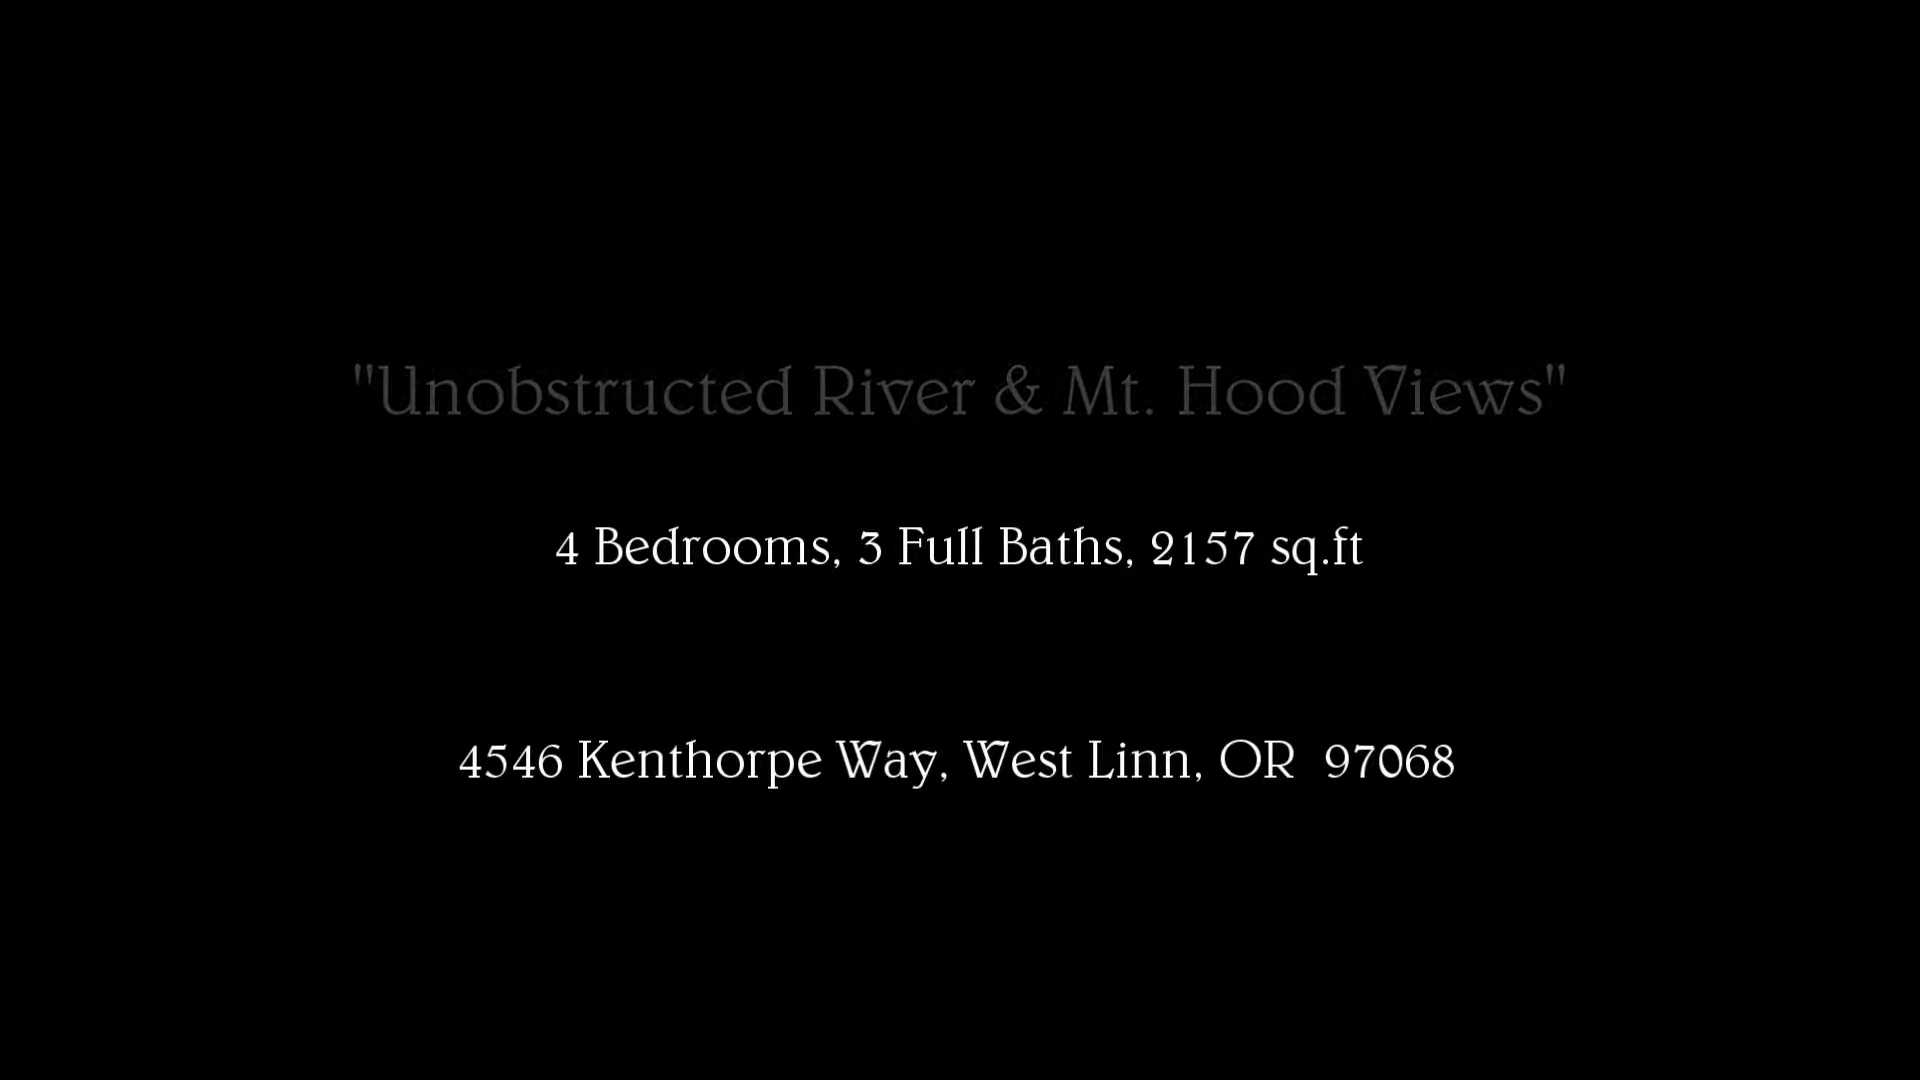 "Unobstructed River & Mt. Hood Views"
4 Bedrooms, 3 Full Baths, 2157 sq.ft
4546 Kenthorpe Way, West Linn, OR  97068